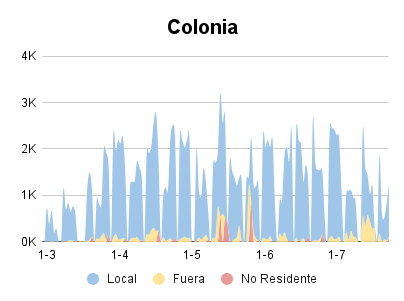 Colonia
4K
3K
2K
1K
0K
1-3 1-4 1-5 1-6 1-7
Local Fuera No Residente